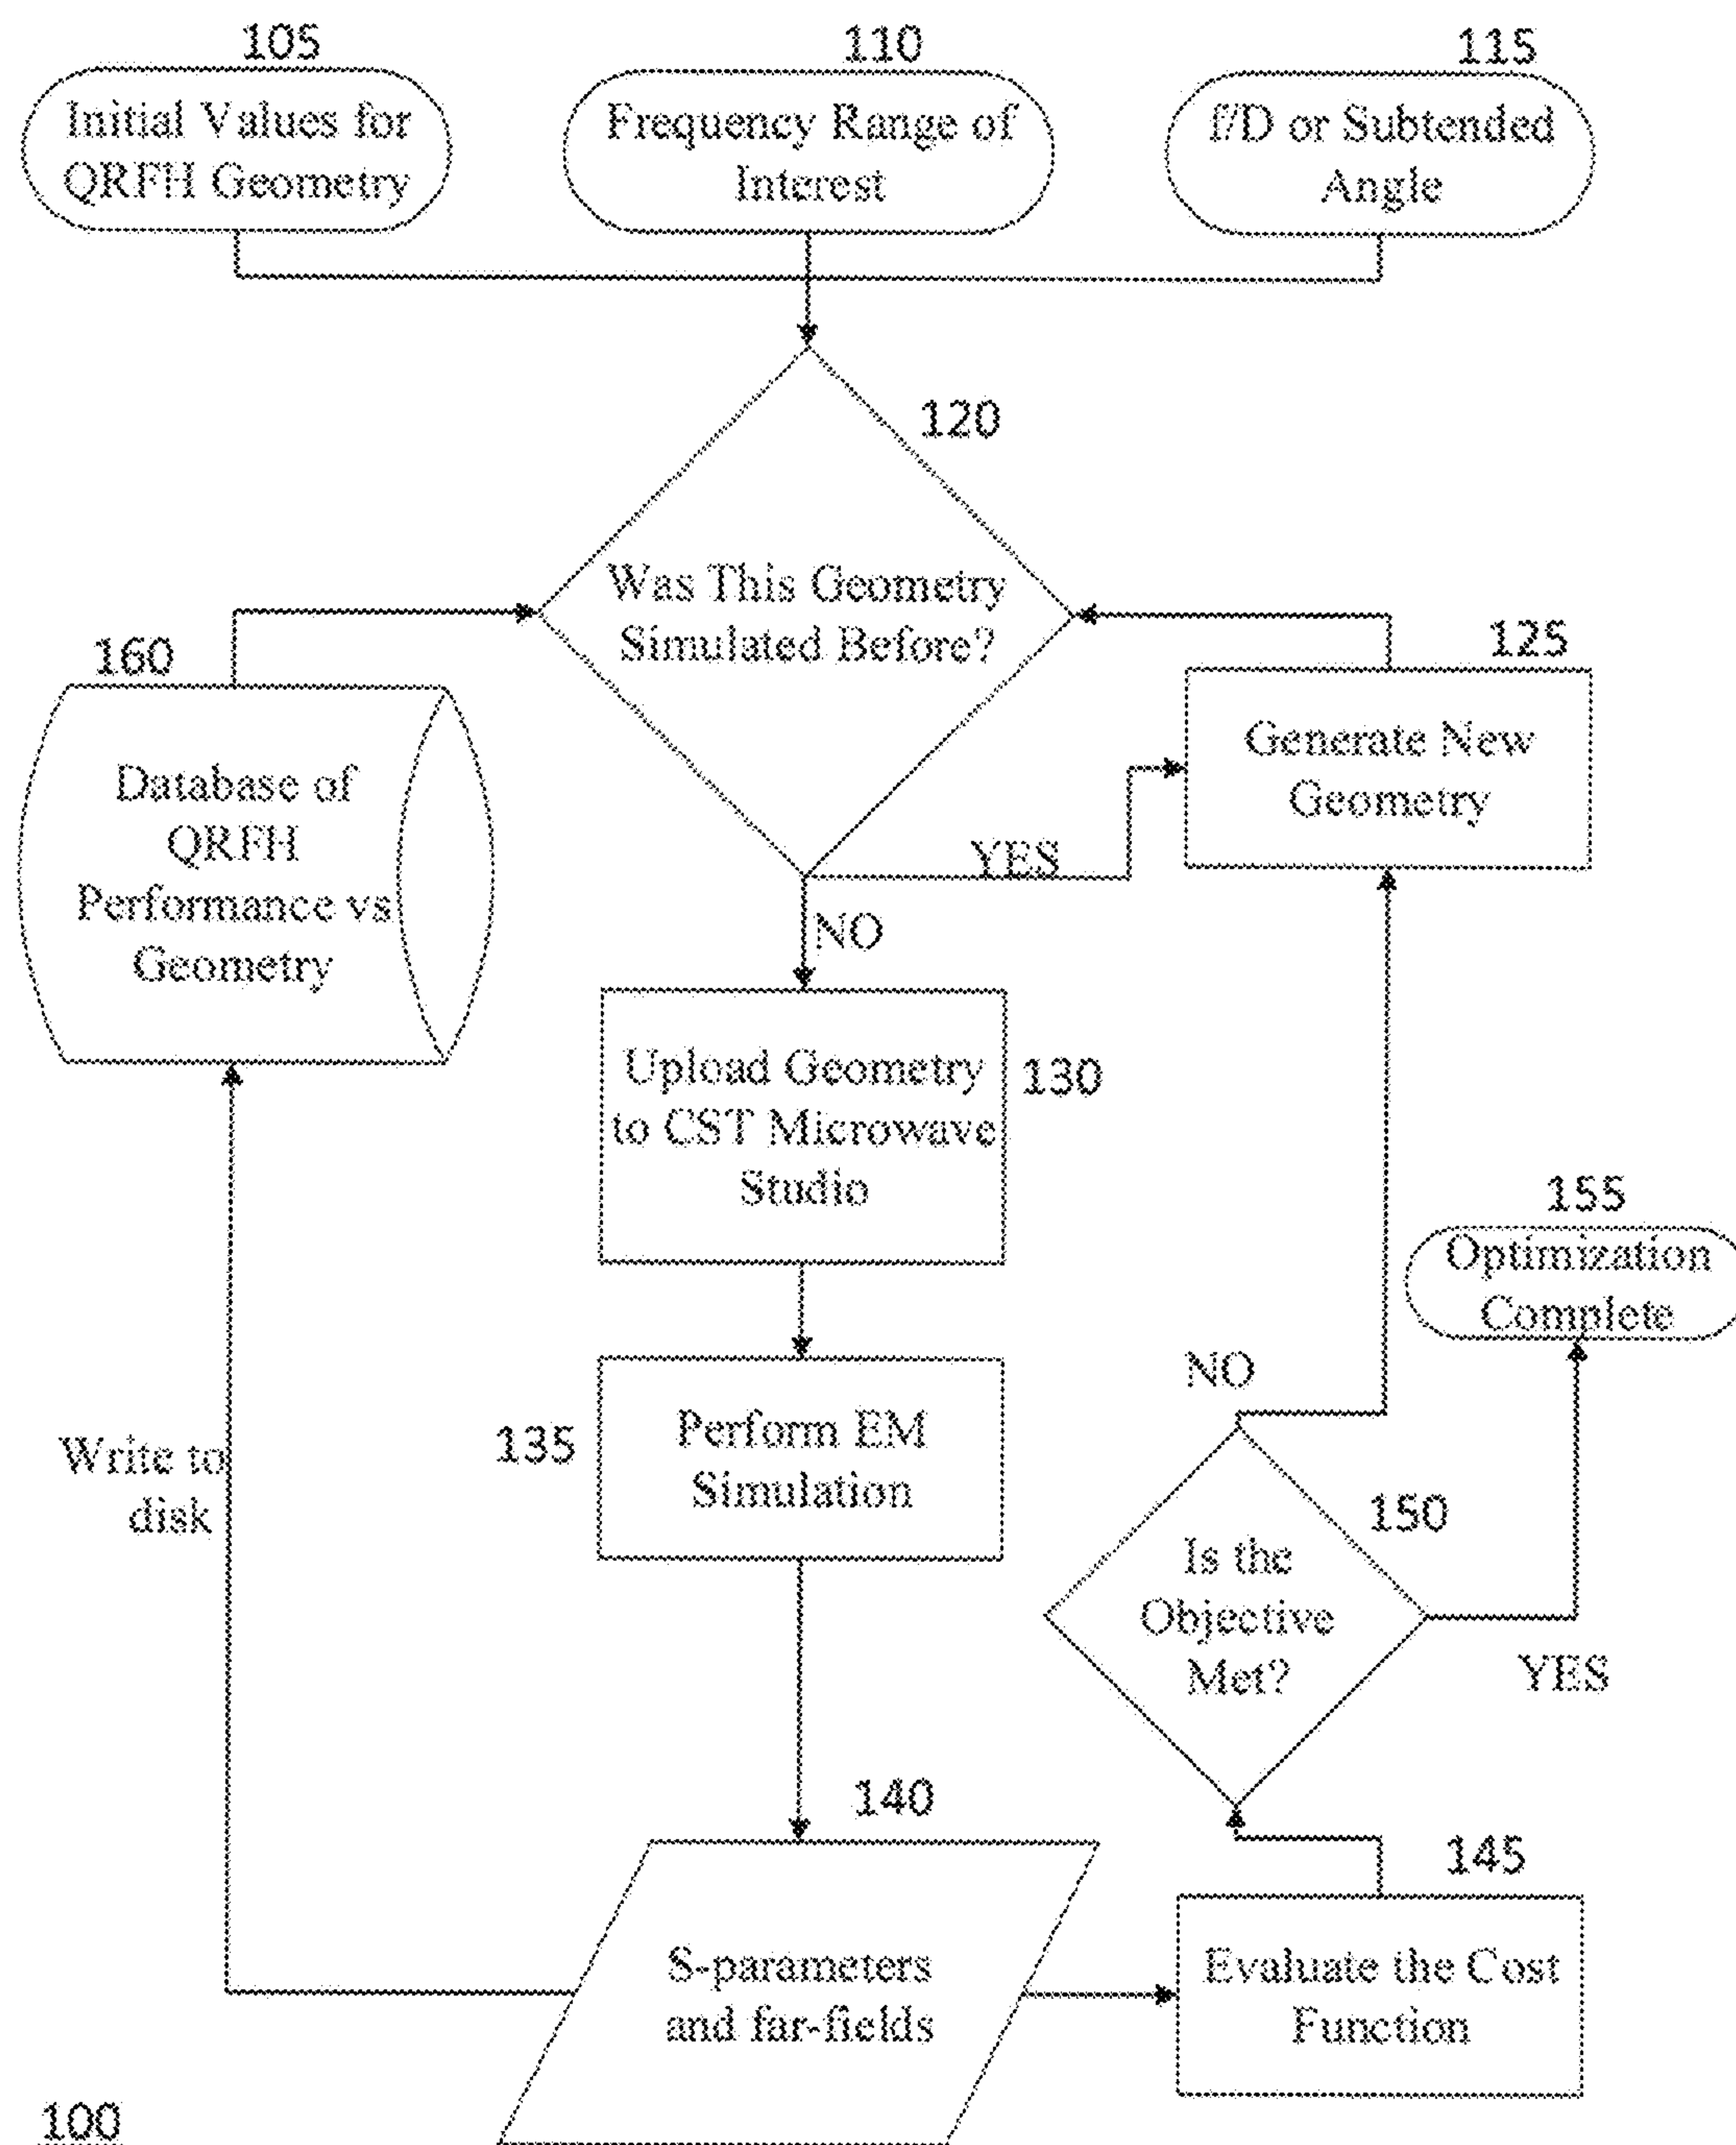 105
Initial Values for
QRFH Geometry
110
Frequency Range of
Interest
115
f/D or Subtended
Angle
120
Was This Geometry
Simulated Before?
125
Generate New
Geometry
160
Database of
QRFH
Performance vs
Geometry
YES
NO
130
Upload Geometry
to CST Microwave
Studio
135
Perform EM
Simulation
155
Optimization
Complete
NO
150
Is the
Objective
Met?
YES
Write to
disk
140
S-parameters
and far-fields
145
Evaluate the Cost
Function
100